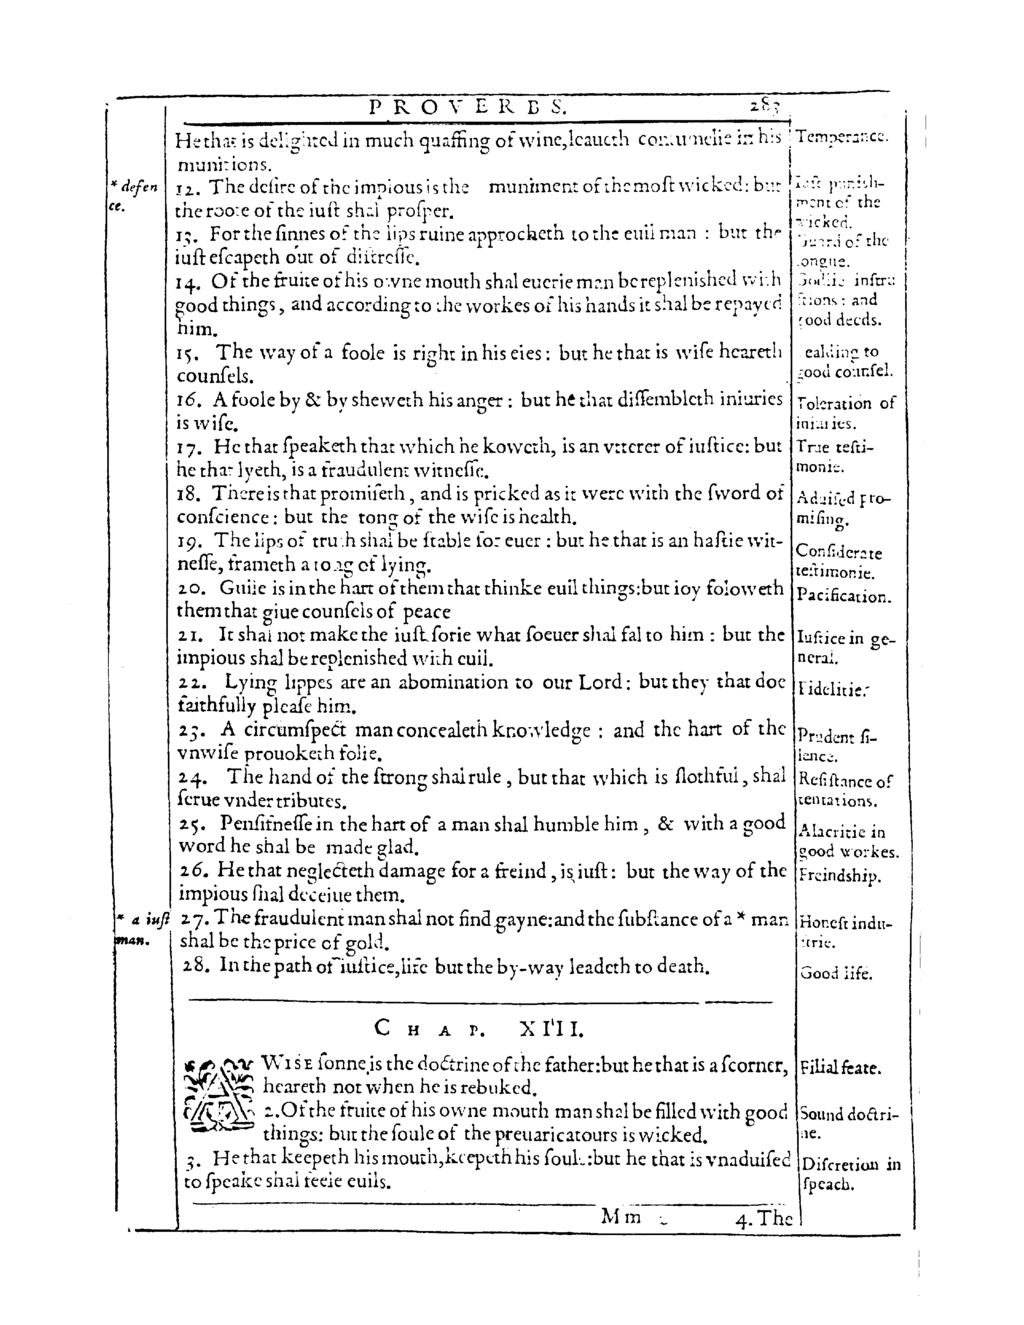 PROVERBS. 283
He that is delighted in much quaffing of wine, leaueth contumelie in his
munitions.
12. The desire of the impious is the muniment of the most wicked: but
the roote of the iust shal prosper.
13. For the sinnes of the lips ruine approcheth to the euil man : but the
iust escapeth out of distresse.
14. Of the fruite of his owne mouth shal euerie man be replenished with
good things, and according to the workes of his hands it shal be repayed
him.
15. The way of a foole is right in his eies: but he that is wise heareth
counsels.
16. A foole by & by sheweth his anger : but he that dissembleth iniuries
is wise.
17. He that speaketh that which he koweth, is an vtterer of iustice: but
he that lyeth, is a fraudulent witnesse.
18. There is that promiseth, and is pricked as it were with the sword of
conscience: but the tong of the wise is health.
19. The lips of truth shal be stable for euer : but he that is an hastie wit-
nesse, frameth a tong of lying.
20. Guile is in the hart of them that thinke euil things: but ioy foloweth
them that giue counsels of peace
21. It shal not make the iust sorie what soeuer shal fal to him : but the
impious shal be replenished with euil.
22. Lying lippes are an abomination to our Lord: but they that doe
faithfully please him.
23. A circumspect man concealeth knowledge : and the hart of the
vnwise prouoketh folie.
24. The hand of the strong shal rule, but that which is slothful, shal
serue vnder tributes.
25. Pensifnesse in the hart of a man shal humble him, & with a good
word he shal be made glad.
26. He that neglecteth damage for a freind, is iust: but the way of the
impious shal deceiue them.
27. The fraudulent man shal not find gayne: and the substance of a * man
shal be the price of gold.
28. In the path of iustice, life but the by-way leadeth to death.
CHAP. XIII.
A WISE sonne is the doctrine of the father: but he that is a scorner,
heareth not when he is rebuked.
2. Of the fruite of his owne mouth man shal be filled with good
things: but the soule of the preuaricatours is wicked.
3. He that keepeth his mouth, keepeth his soule: but he that is vnaduised
to speake shal feele euils.
Mm 4. The
* defen
ce.
* a iust
man.
Temperance.
Iust punish-
ment of the
wicked.
Guard of the
tongue.
Godlie instru
ctions : and
good deeds.
ealding to
good counsel.
Toleration of
iniuries.
True testi-
monie.
Aduised pro-
mising.
Considerate
testimonie.
Pacification.
Iustice in ge-
neral.
Fidelitie.
Prudent si-
lence.
Resistance of
tentations.
Alacritie in
good workes.
Freindship.
Honest indu-
strie.
Good life.
Filial feare.
Sound doctri-
ne.
Discretion in
speach.